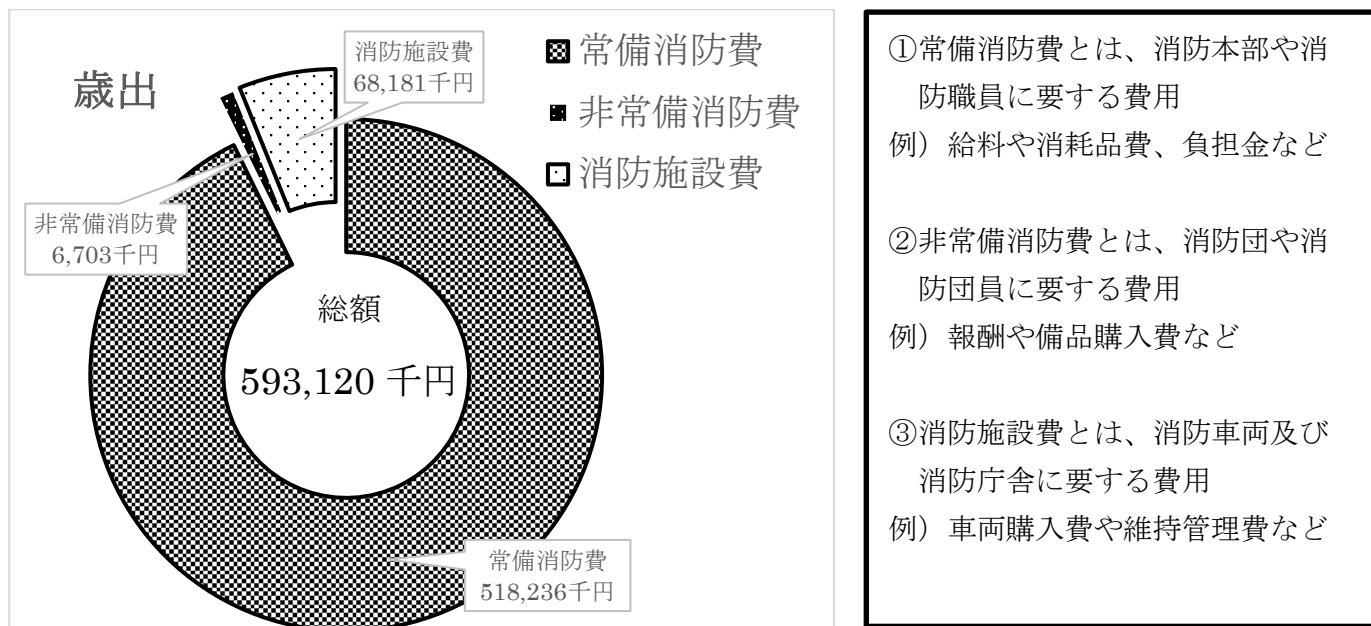 歳出
消防施設費
68,181千円
非常備消防費
6,703千円
総額
593,120 千円
常備消防費
518,236千円
常備消防費
非常備消防費
消防施設費
①常備消防費とは、消防本部や消
防職員に要する費用
例）給料や消耗品費、負担金など
②非常備消防費とは、消防団や消
防団員に要する費用
例）報酬や備品購入費など
③消防施設費とは、消防車両及び
消防庁舎に要する費用
例）車両購入費や維持管理費など